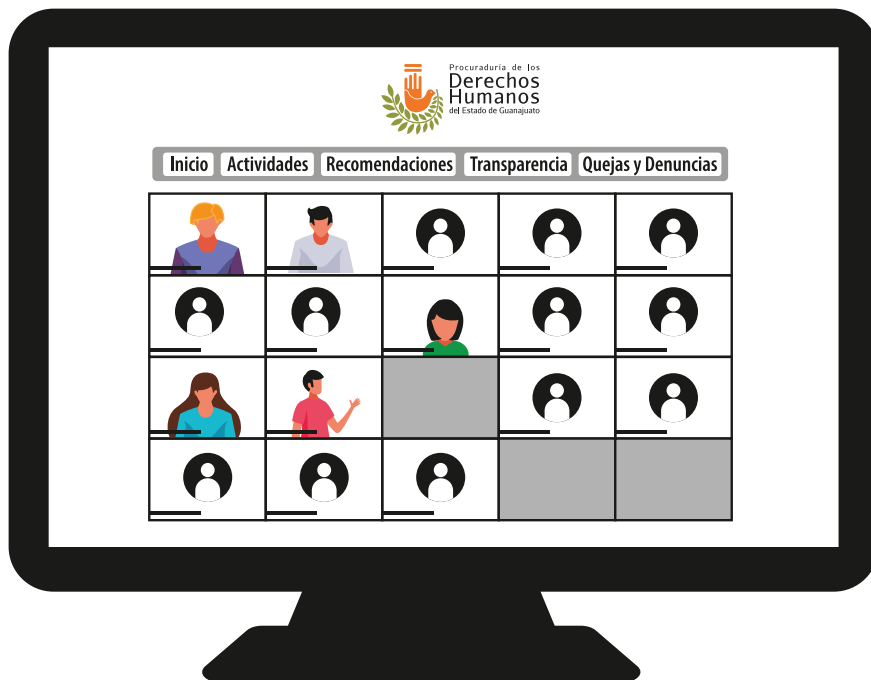 Procuraduría de los
Derechos
Humanos
del Estado de Guanajuato
Inicio Actividades Recomendaciones Transparencia Quejas y Denuncias